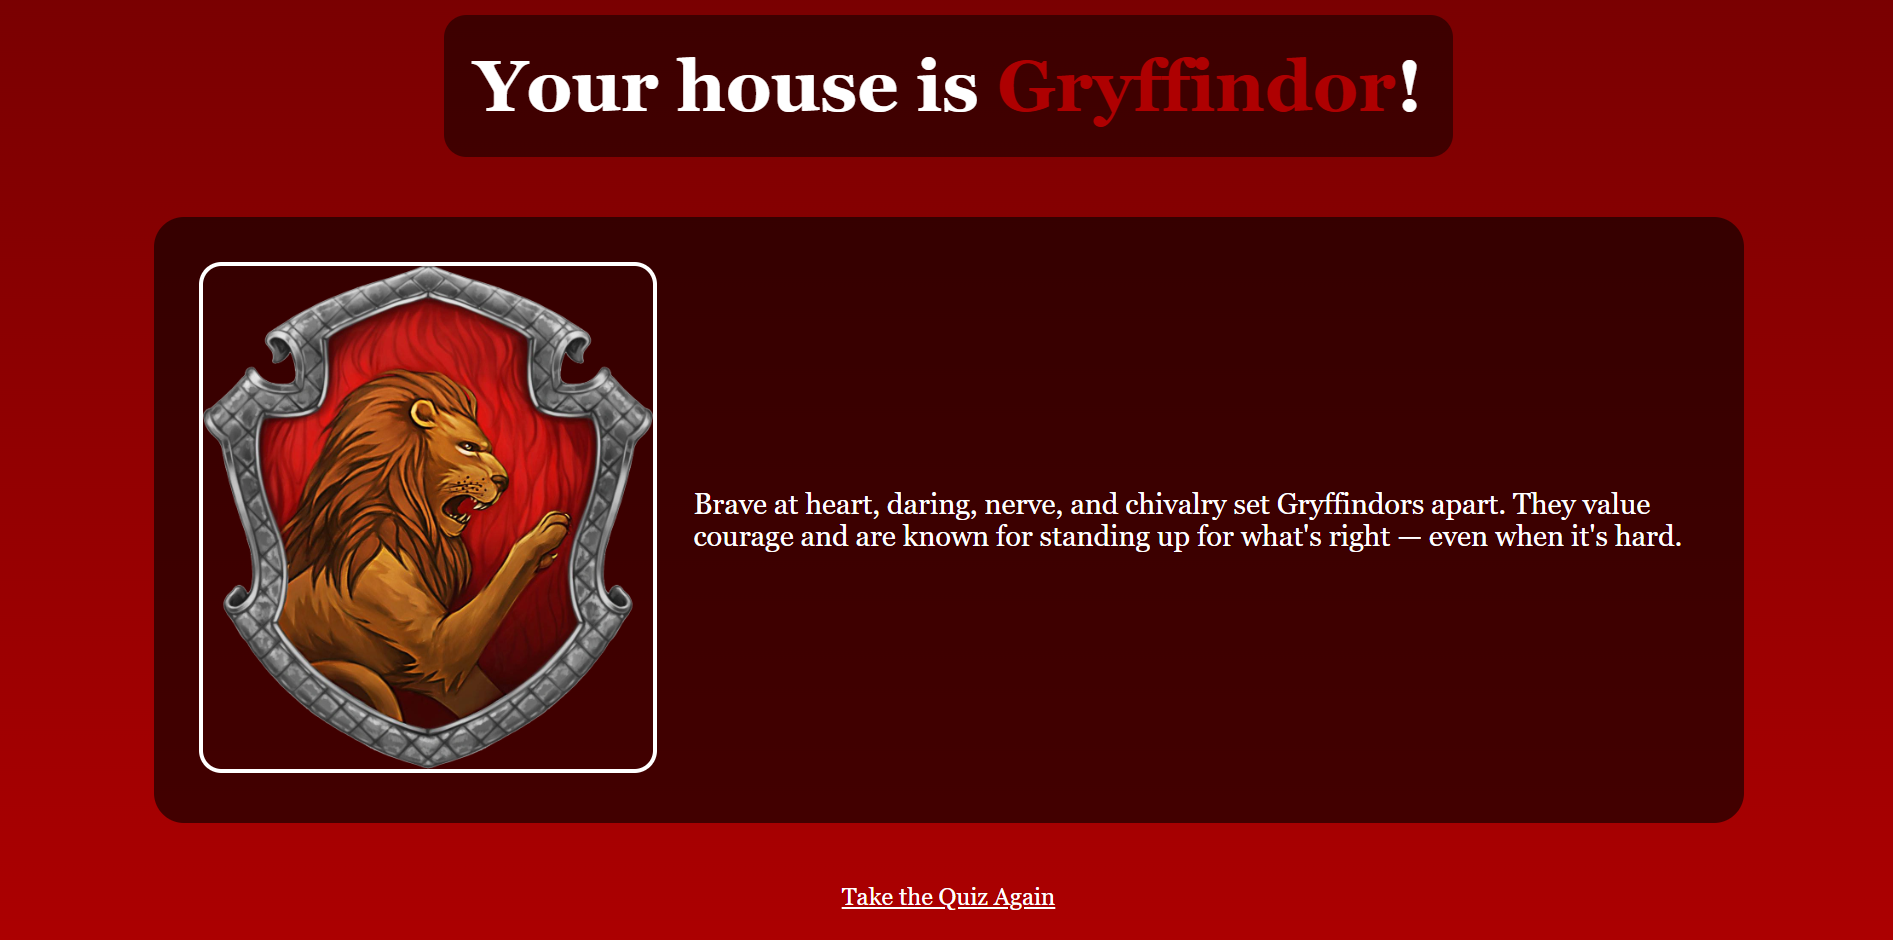 Your house is Gryffindor!
Brave at heart, daring, nerve, and chivalry set Gryffindors apart. They value
courage and are known for standing up for what's right — even when it's hard.
Take the Quiz Again